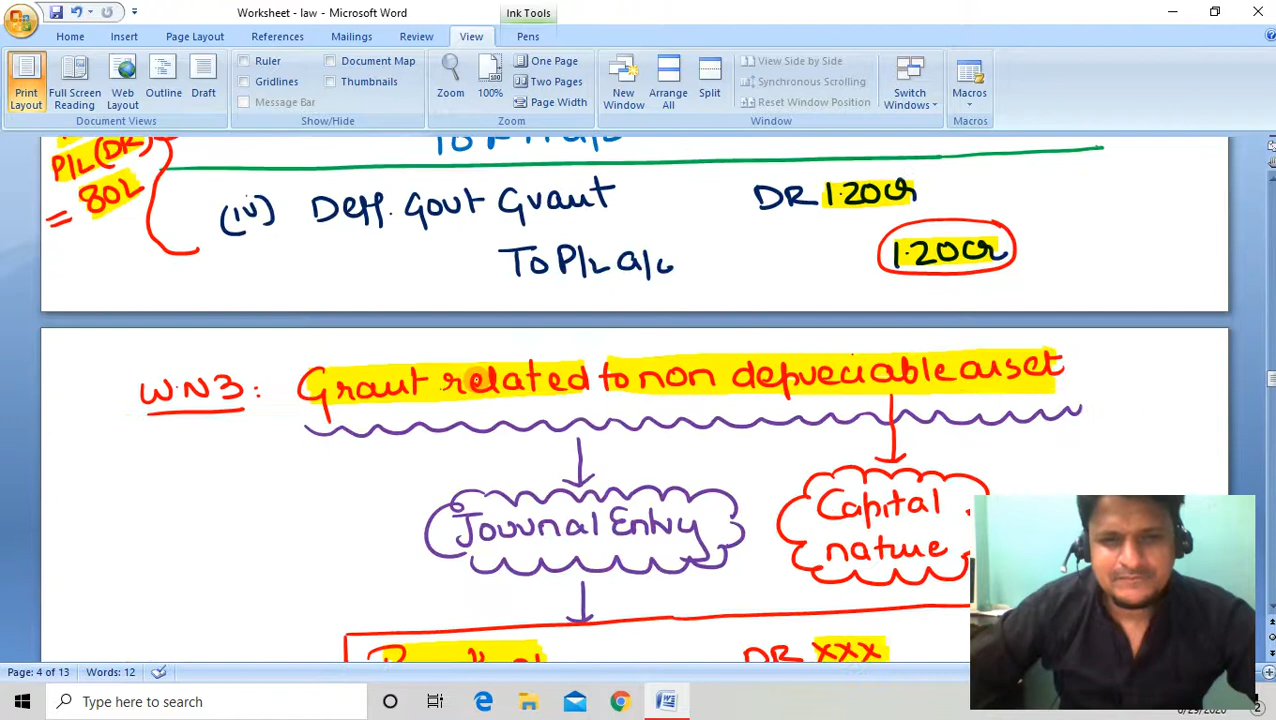 Worksheet - law - Microsoft Word
Ink Tools
Home Insert Page Layout References Mailings Review View Pens
Print Layout
Full Screen Reading
Web Layout
Outline
Draft
Document Views
Ruler
Gridlines
Message Bar
Document Map
Thumbnails
Show/Hide
Zoom
100%
One Page
Two Pages
Page Width
Zoom
New Window
Arrange All
Split
View Side by Side
Synchronous Scrolling
Reset Window Position
Switch Windows
Window
Macros
Macros
P/L (DR)
= 80L
(iv) Deff. Govt Grant DR 1.20Cr
To P/L a/c 1.20Cr
W.N3: Grant related to non depreciable asset
Journal Entry
Capital
nature
DR XXX
Page: 4 of 13 Words: 12
Type here to search
6/29/2020
2